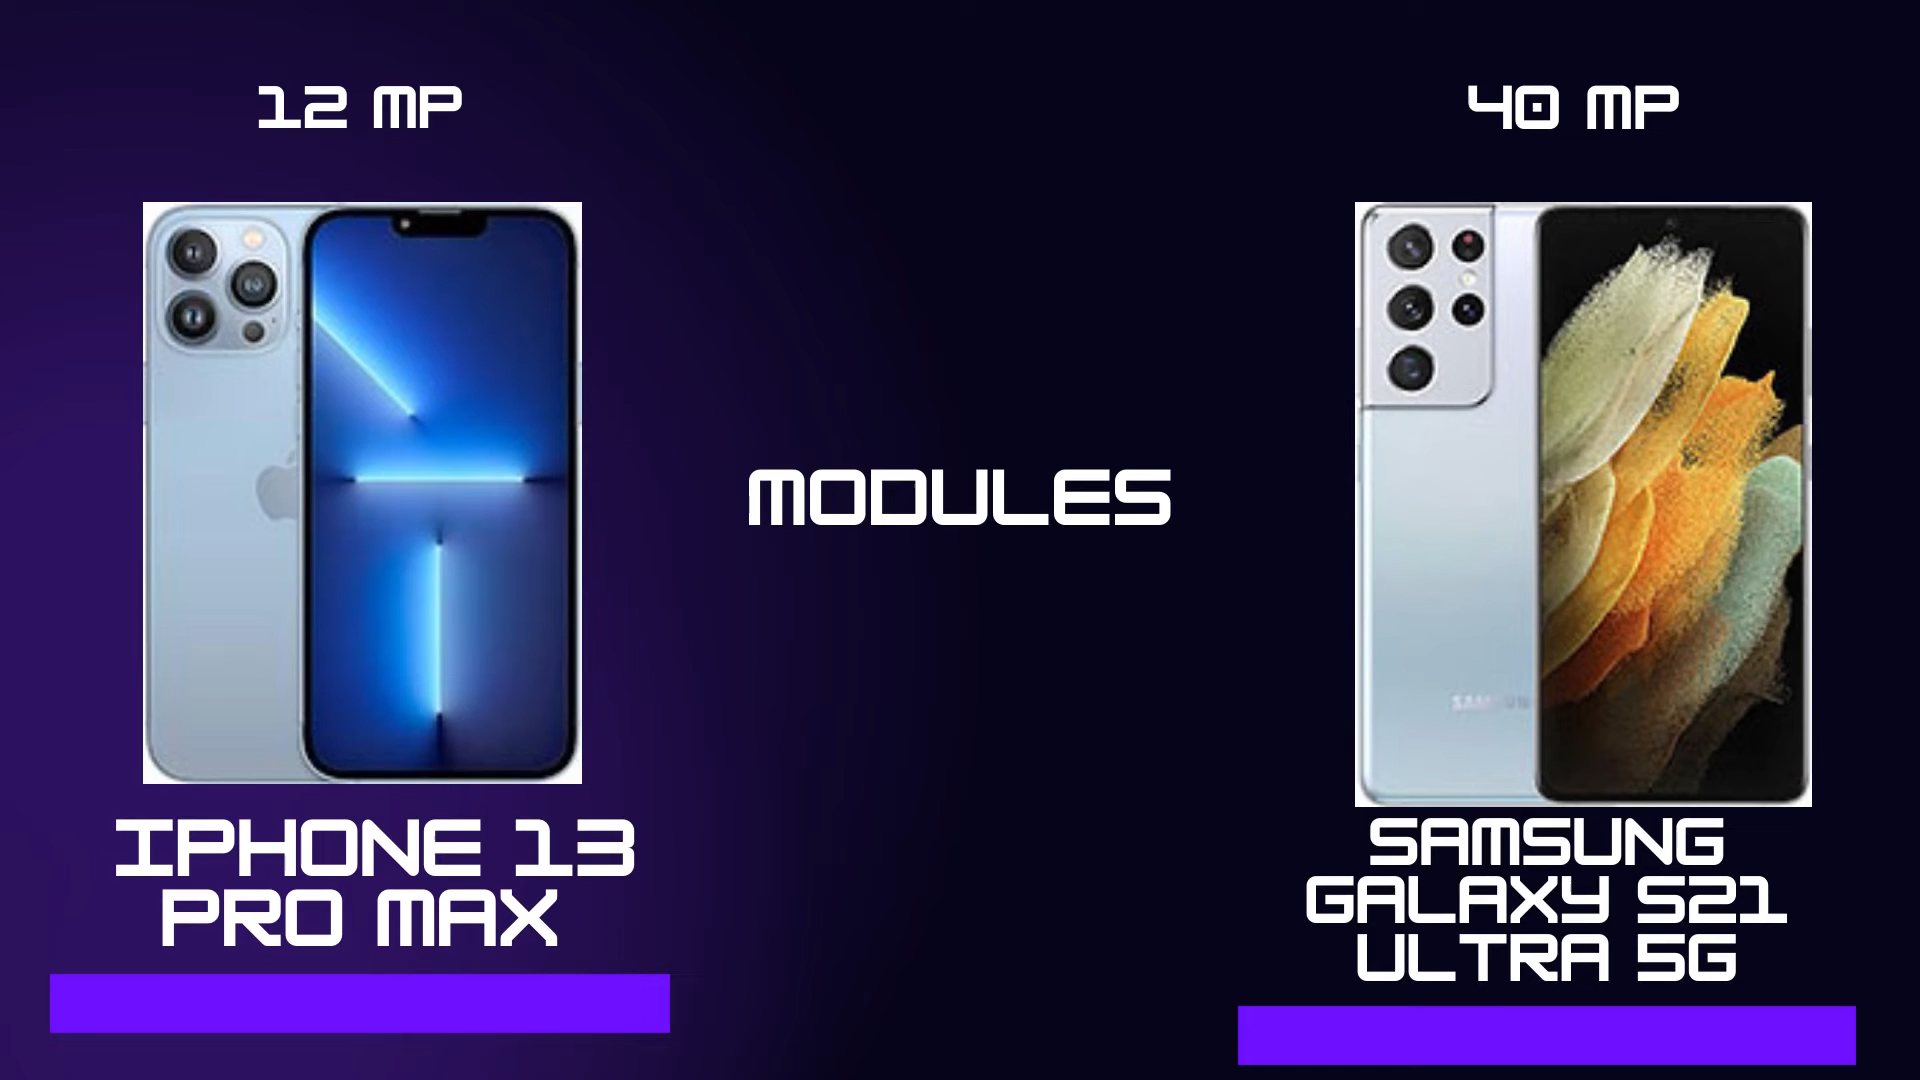 12 MP
40 MP
MODULES
IPHONE 13
PRO MAX
SAMSUNG
GALAXY S21
ULTRA 5G